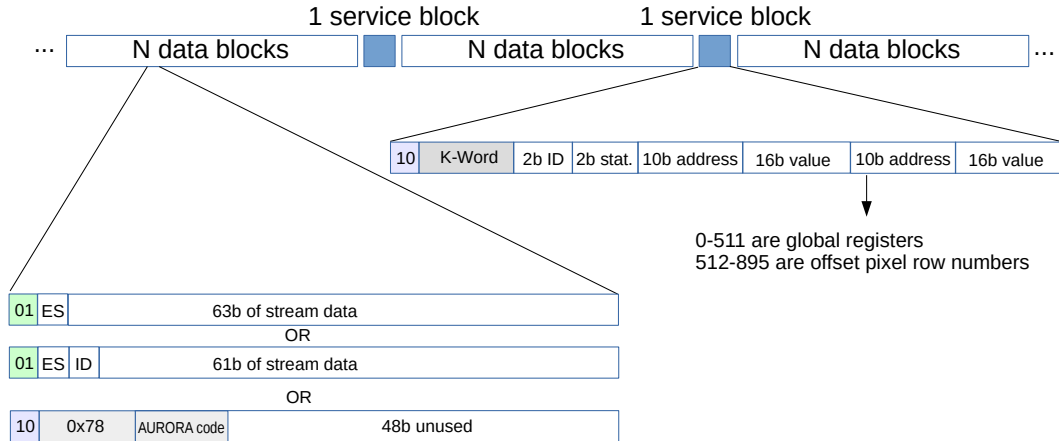 1 service block 1 service block
... N data blocks N data blocks N data blocks ...
10 K-Word 2b ID 2b stat. 10b address 16b value 10b address 16b value
0-511 are global registers
512-895 are offset pixel row numbers
01 ES 63b of stream data
OR
01 ES ID 61b of stream data
OR
10 0x78 AURORA code 48b unused